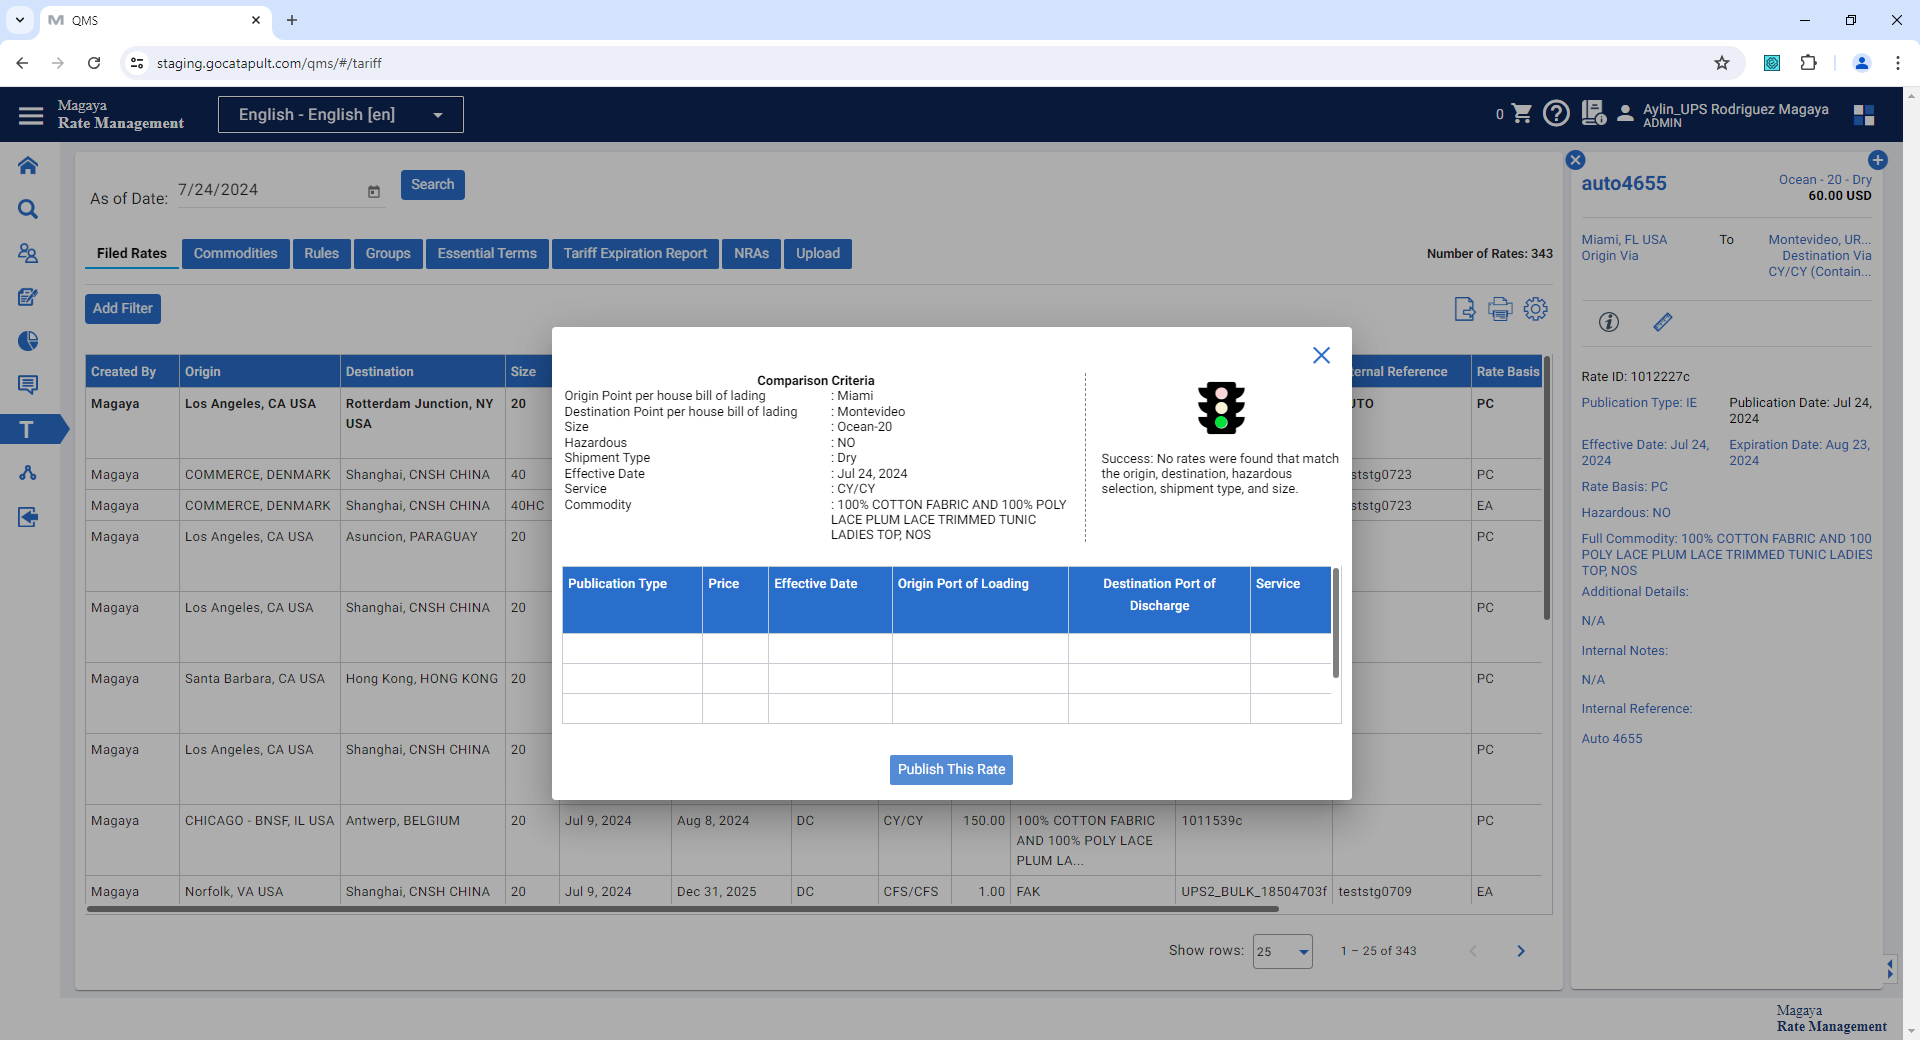 QMS
staging.gocatapult.com/qms/#/tariff
Magaya
Rate Management
English - English [en]
0
Aylin_UPS Rodriguez Magaya
ADMIN
As of Date:
7/24/2024
Search
Filed Rates
Commodities
Rules
Groups
Essential Terms
Tariff Expiration Report
NRAs
Upload
Number of Rates: 343
Add Filter
T
Created By
Origin
Destination
Size
ternal Reference
Rate Basis
Magaya
Los Angeles, CA USA
Rotterdam Junction, NY
USA
20
UTO
PC
Magaya
COMMERCE, DENMARK
Shanghai, CNSH CHINA
40
ststg0723
PC
Magaya
COMMERCE, DENMARK
Shanghai, CNSH CHINA
40HC
ststg0723
EA
Magaya
Los Angeles, CA USA
Asuncion, PARAGUAY
20
PC
Magaya
Los Angeles, CA USA
Shanghai, CNSH CHINA
20
PC
Magaya
Santa Barbara, CA USA
Hong Kong, HONG KONG
20
PC
Magaya
Los Angeles, CA USA
Shanghai, CNSH CHINA
20
PC
Magaya
CHICAGO - BNSF, IL USA
Antwerp, BELGIUM
20
Jul 9, 2024
Aug 8, 2024
DC
CY/CY
150.00
100% COTTON FABRIC
AND 100% POLY LACE
PLUM LA...
1011539c
PC
Magaya
Norfolk, VA USA
Shanghai, CNSH CHINA
20
Jul 9, 2024
Dec 31, 2025
DC
CFS/CFS
1.00
FAK
UPS2_BULK_18504703f
teststg0709
EA
Show rows:
25
1 – 25 of 343
Comparison Criteria
Origin Point per house bill of lading : Miami
Destination Point per house bill of lading : Montevideo
Size : Ocean-20
Hazardous : NO
Shipment Type : Dry
Effective Date : Jul 24, 2024
Service : CY/CY
Commodity : 100% COTTON FABRIC AND 100% POLY
LACE PLUM LACE TRIMMED TUNIC
LADIES TOP, NOS
Success: No rates were found that match
the origin, destination, hazardous
selection, shipment type, and size.
Publication Type
Price
Effective Date
Origin Port of Loading
Destination Port of
Discharge
Service
Publish This Rate
auto4655
Ocean - 20 - Dry
60.00 USD
Miami, FL USA
To
Montevideo, UR...
Origin Via
Destination Via
CY/CY (Contain...
Rate ID: 1012227c
Publication Type: IE
Publication Date: Jul 24,
2024
Effective Date: Jul 24,
2024
Expiration Date: Aug 23,
2024
Rate Basis: PC
Hazardous: NO
Full Commodity: 100% COTTON FABRIC AND 100
POLY LACE PLUM LACE TRIMMED TUNIC LADIES
TOP, NOS
Additional Details:
N/A
Internal Notes:
N/A
Internal Reference:
Auto 4655
Magaya
Rate Management